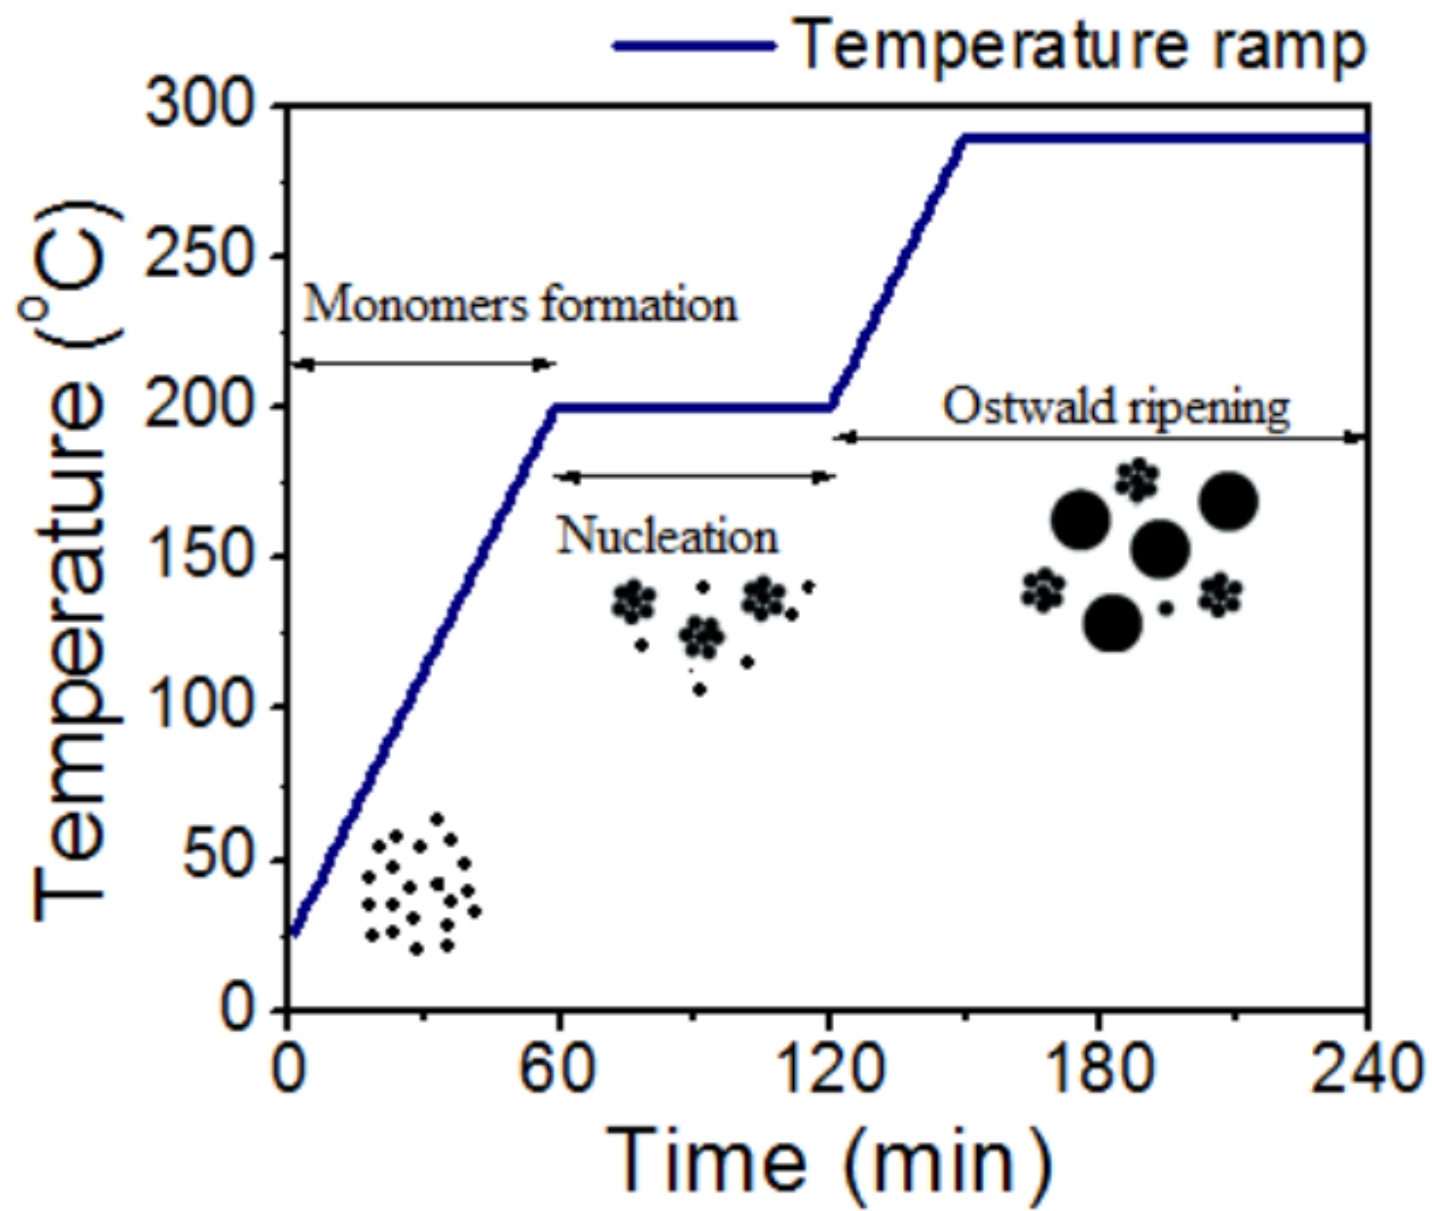 Temperature ramp
300
250
200
150
100
50
0
Temperature (°C)
Monomers formation
Nucleation
Ostwald ripening
0 60 120 180 240
Time (min)